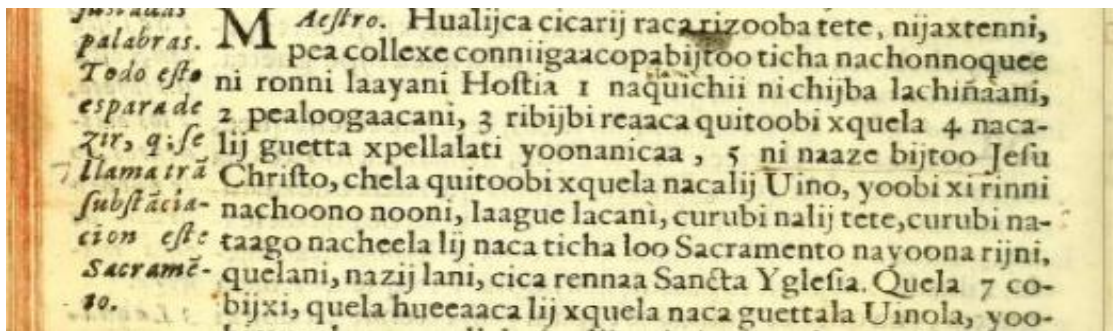 palabras.
Todo esto
es para de
zir, q̃ se
llama trã
substãcia-
cion este
Sacramẽ-
to.
MAestro. Hualijca cicarij raca rizooba tete, nijaxtenni,
pea collexe conniigaacopabijtoo ticha nachonnoquee
ni ronni laayani Hostia 1 naquichii ni chijba lachiñaani,
2 pealoogaacani, 3 ribijbi reaaca quitoobi xquela 4 naca-
lij guetta xpellalati yoonanicaa, 5 ni naaze bijtoo Jesu
Christo, chela quitoobi xquela nacalij Uino, yoobi xi rinni
nachoono nooni, laague lacani, curubi nalij tete, curubi na-
taago nacheela lij naca ticha loo Sacramento nayoona rijni,
quelani, nazij lani, cica rennaa Sancta Yglesia. Quela 7 co-
bijxi, quela hueeaaca lij xquela naca guettala Uinola, yoo-